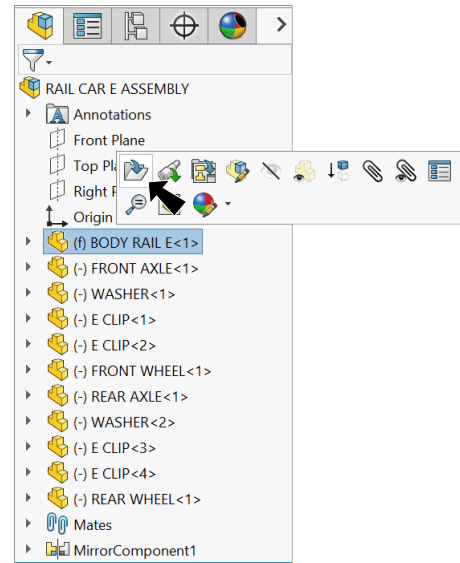 RAIL CAR E ASSEMBLY
Annotations
Front Plane
Top
Right
Origin
(f) BODY RAIL E<1>
(-) FRONT AXLE<1>
(-) WASHER<1>
(-) E CLIP<1>
(-) E CLIP<2>
(-) FRONT WHEEL<1>
(-) REAR AXLE<1>
(-) WASHER<2>
(-) E CLIP<3>
(-) E CLIP<4>
(-) REAR WHEEL<1>
Mates
MirrorComponent1